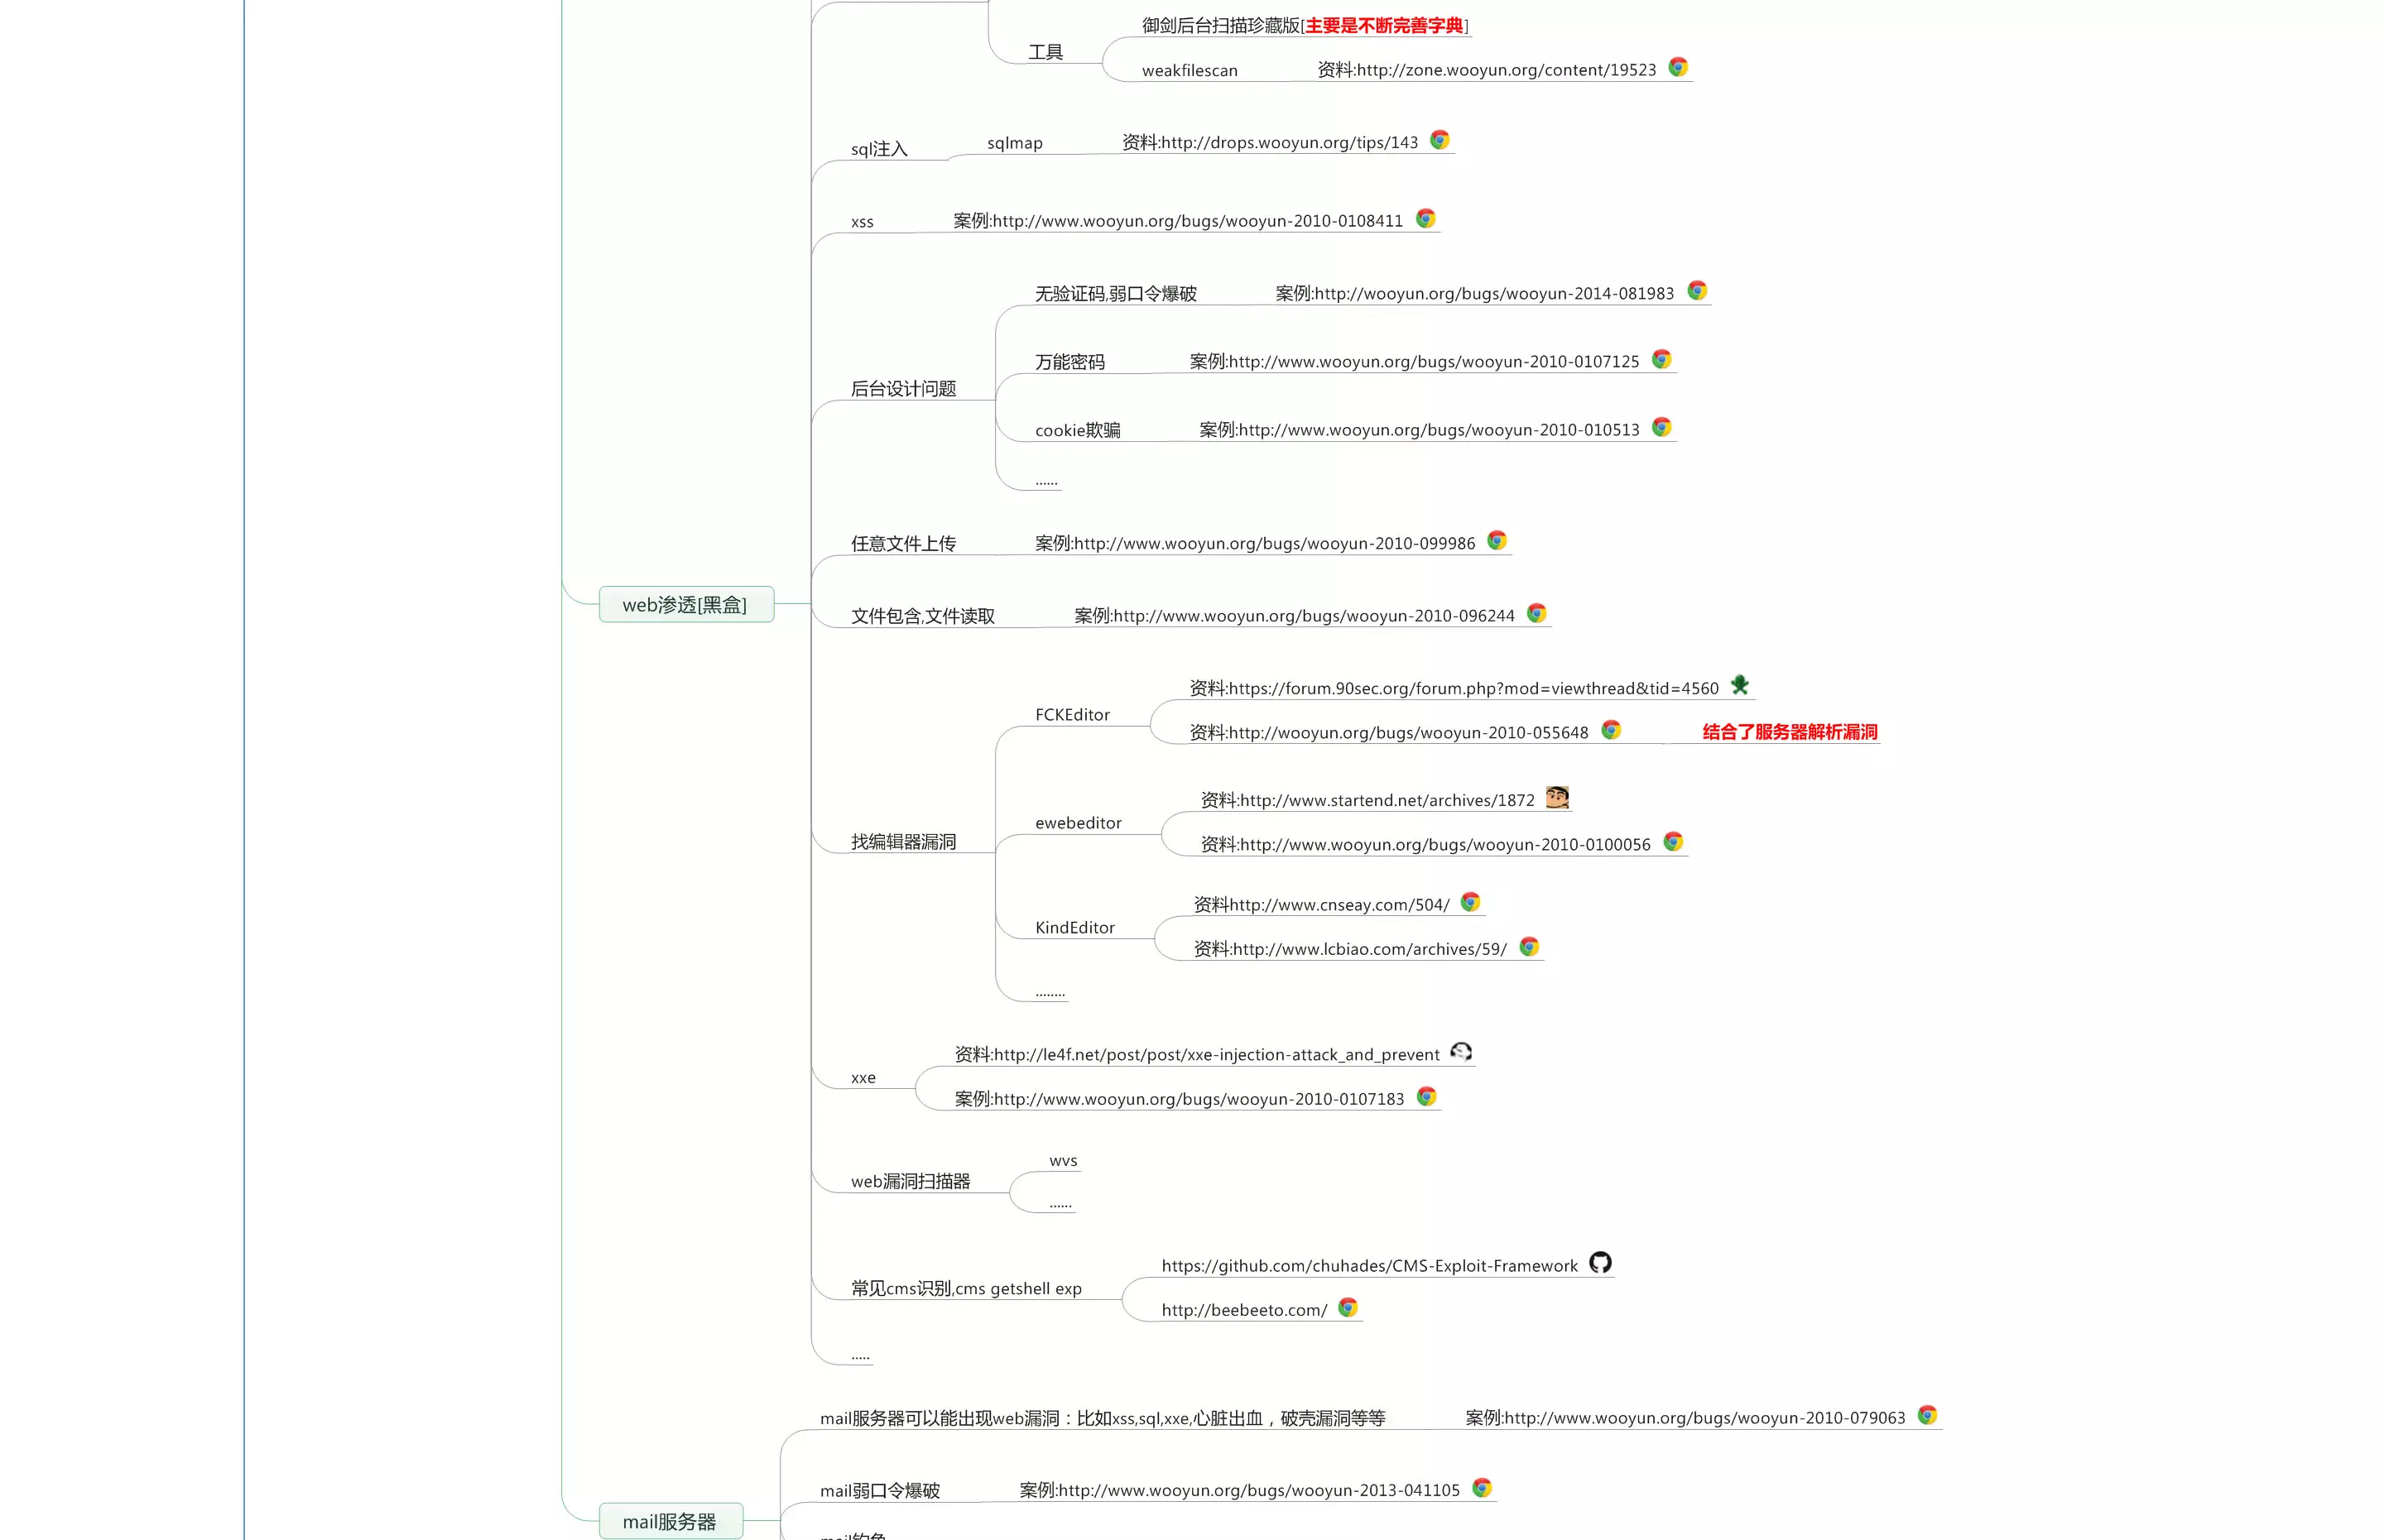 御剑后台扫描珍藏版[主要是不断完善字典]
工具
weakfilescan 资料:http://zone.wooyun.org/content/19523
sql注入 sqlmap 资料:http://drops.wooyun.org/tips/143
xss 案例:http://www.wooyun.org/bugs/wooyun-2010-0108411
无验证码,弱口令爆破 案例:http://wooyun.org/bugs/wooyun-2014-081983
万能密码 案例:http://www.wooyun.org/bugs/wooyun-2010-0107125
后台设计问题
cookie欺骗 案例:http://www.wooyun.org/bugs/wooyun-2010-010513
......
任意文件上传 案例:http://www.wooyun.org/bugs/wooyun-2010-099986
web渗透[黑盒]
文件包含,文件读取 案例:http://www.wooyun.org/bugs/wooyun-2010-096244
资料:https://forum.90sec.org/forum.php?mod=viewthread&tid=4560
FCKEditor
资料:http://wooyun.org/bugs/wooyun-2010-055648 结合了服务器解析漏洞
资料:http://www.startend.net/archives/1872
ewebeditor
找编辑器漏洞
资料:http://www.wooyun.org/bugs/wooyun-2010-0100056
资料http://www.cnseay.com/504/
KindEditor
资料:http://www.lcbiao.com/archives/59/
........
资料:http://le4f.net/post/post/xxe-injection-attack_and_prevent
xxe
案例:http://www.wooyun.org/bugs/wooyun-2010-0107183
wvs
web漏洞扫描器
......
https://github.com/chuhades/CMS-Exploit-Framework
常见cms识别,cms getshell exp
http://beebeeto.com/
.....
mail服务器可以能出现web漏洞：比如xss,sql,xxe,心脏出血，破壳漏洞等等 案例:http://www.wooyun.org/bugs/wooyun-2010-079063
mail弱口令爆破 案例:http://www.wooyun.org/bugs/wooyun-2013-041105
mail服务器
mail钓鱼